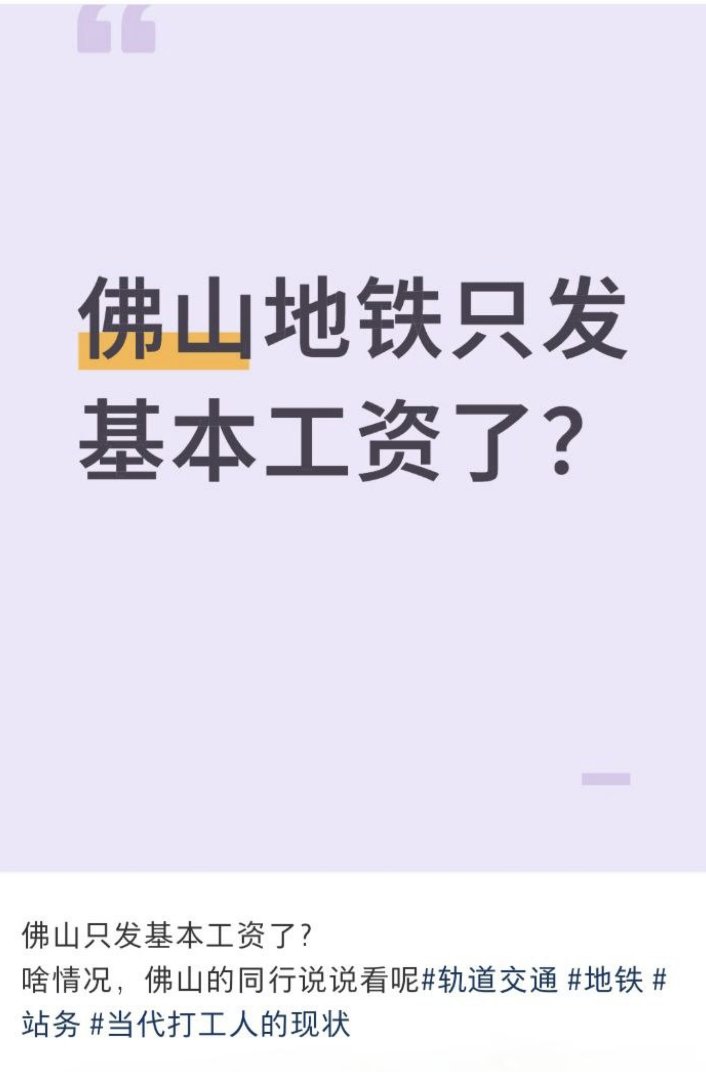 佛山地铁只发
基本工资了？
佛山只发基本工资了?
啥情况，佛山的同行说说看呢#轨道交通 #地铁 #
站务 #当代打工人的现状